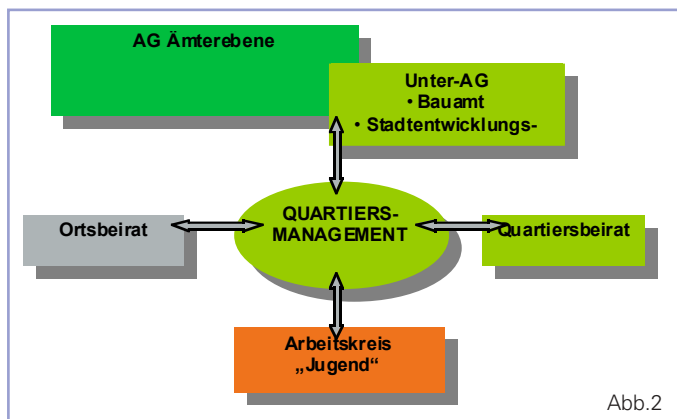 AG Ämterebene
Unter-AG
• Bauamt
• Stadtentwicklungs-
Ortsbeirat
QUARTIERS-
MANAGEMENT
Quartiersbeirat
Arbeitskreis
„Jugend“
Abb.2